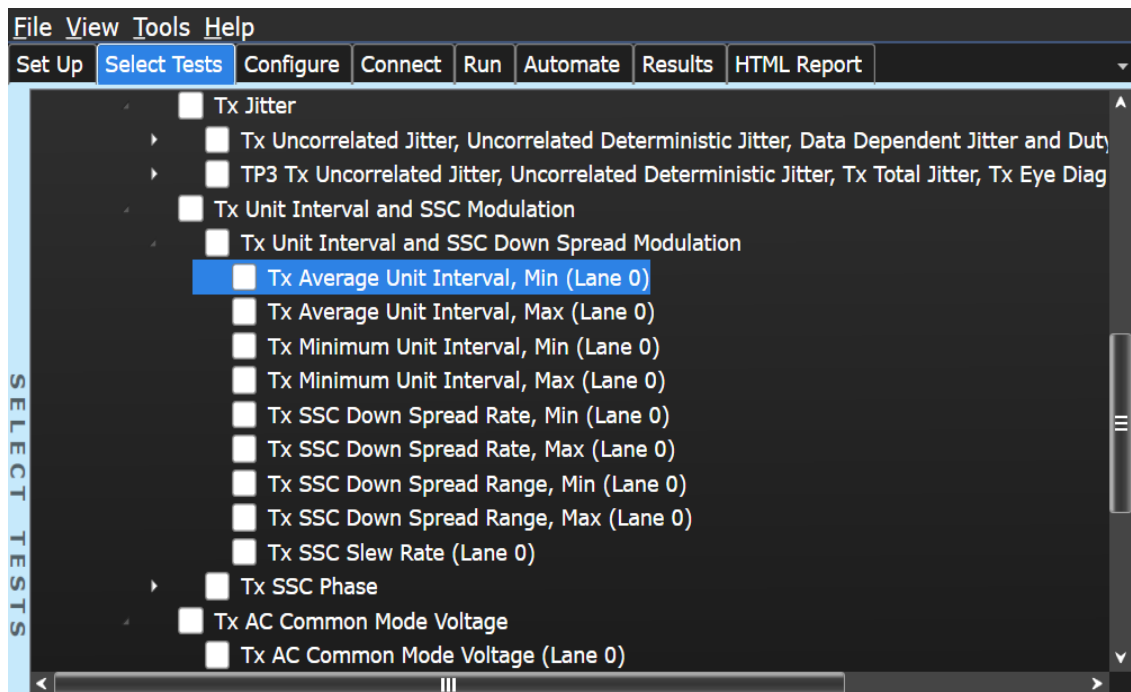 File View Tools Help
Set Up Select Tests Configure Connect Run Automate Results HTML Report
Tx Jitter
Tx Uncorrelated Jitter, Uncorrelated Deterministic Jitter, Data Dependent Jitter and Duty
TP3 Tx Uncorrelated Jitter, Uncorrelated Deterministic Jitter, Tx Total Jitter, Tx Eye Diag
Tx Unit Interval and SSC Modulation
Tx Unit Interval and SSC Down Spread Modulation
Tx Average Unit Interval, Min (Lane 0)
Tx Average Unit Interval, Max (Lane 0)
Tx Minimum Unit Interval, Min (Lane 0)
Tx Minimum Unit Interval, Max (Lane 0)
Tx SSC Down Spread Rate, Min (Lane 0)
Tx SSC Down Spread Rate, Max (Lane 0)
Tx SSC Down Spread Range, Min (Lane 0)
Tx SSC Down Spread Range, Max (Lane 0)
Tx SSC Slew Rate (Lane 0)
Tx SSC Phase
Tx AC Common Mode Voltage
Tx AC Common Mode Voltage (Lane 0)
SELECT TESTS